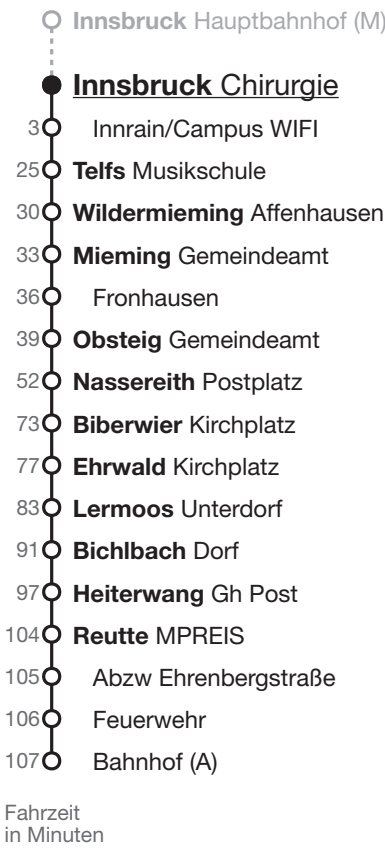 Innsbruck Hauptbahnhof (M)
Innsbruck Chirurgie
3 Innrain/Campus WIFI
25 Telfs Musikschule
30 Wildermieming Affenhausen
33 Mieming Gemeindeamt
36 Fronhausen
39 Obsteig Gemeindeamt
52 Nassereith Postplatz
73 Biberwier Kirchplatz
77 Ehrwald Kirchplatz
83 Lermoos Unterdorf
91 Bichlbach Dorf
97 Heiterwang Gh Post
104 Reutte MPREIS
105 Abzw Ehrenbergstraße
106 Feuerwehr
107 Bahnhof (A)
Fahrzeit
in Minuten